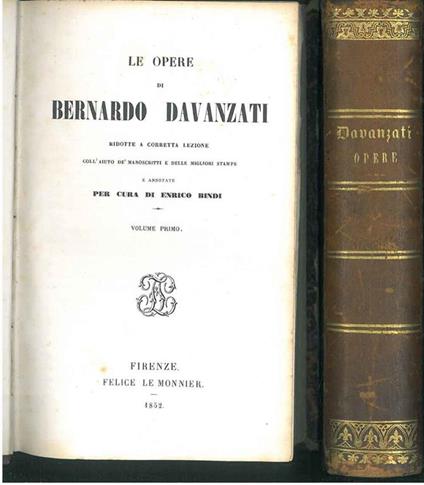 LE OPERE
DI
BERNARDO DAVANZATI
RIDOTTE A CORRETTA LEZIONE
COLL'AIUTO DE' MANOSCRITTI E DELLE MIGLIORI STAMPE
E ANNOTATE
PER CURA DI ENRICO BINDI
VOLUME PRIMO.
FIRENZE.
FELICE LE MONNIER.
1852.
Davanzati
OPERE